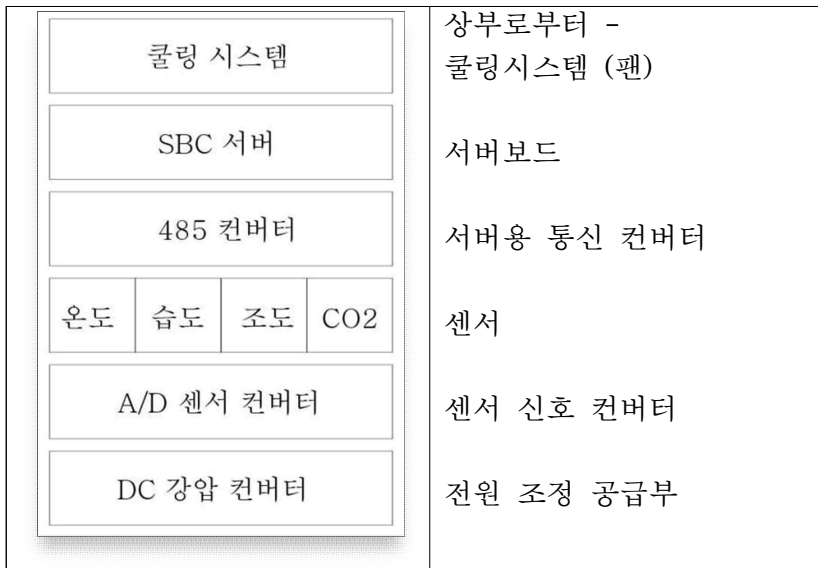 쿨링 시스템
SBC 서버
485 컨버터
온도 습도 조도 CO2
A/D 센서 컨버터
DC 강압 컨버터
상부로부터 -
쿨링시스템 (팬)
서버보드
서버용 통신 컨버터
센서
센서 신호 컨버터
전원 조정 공급부